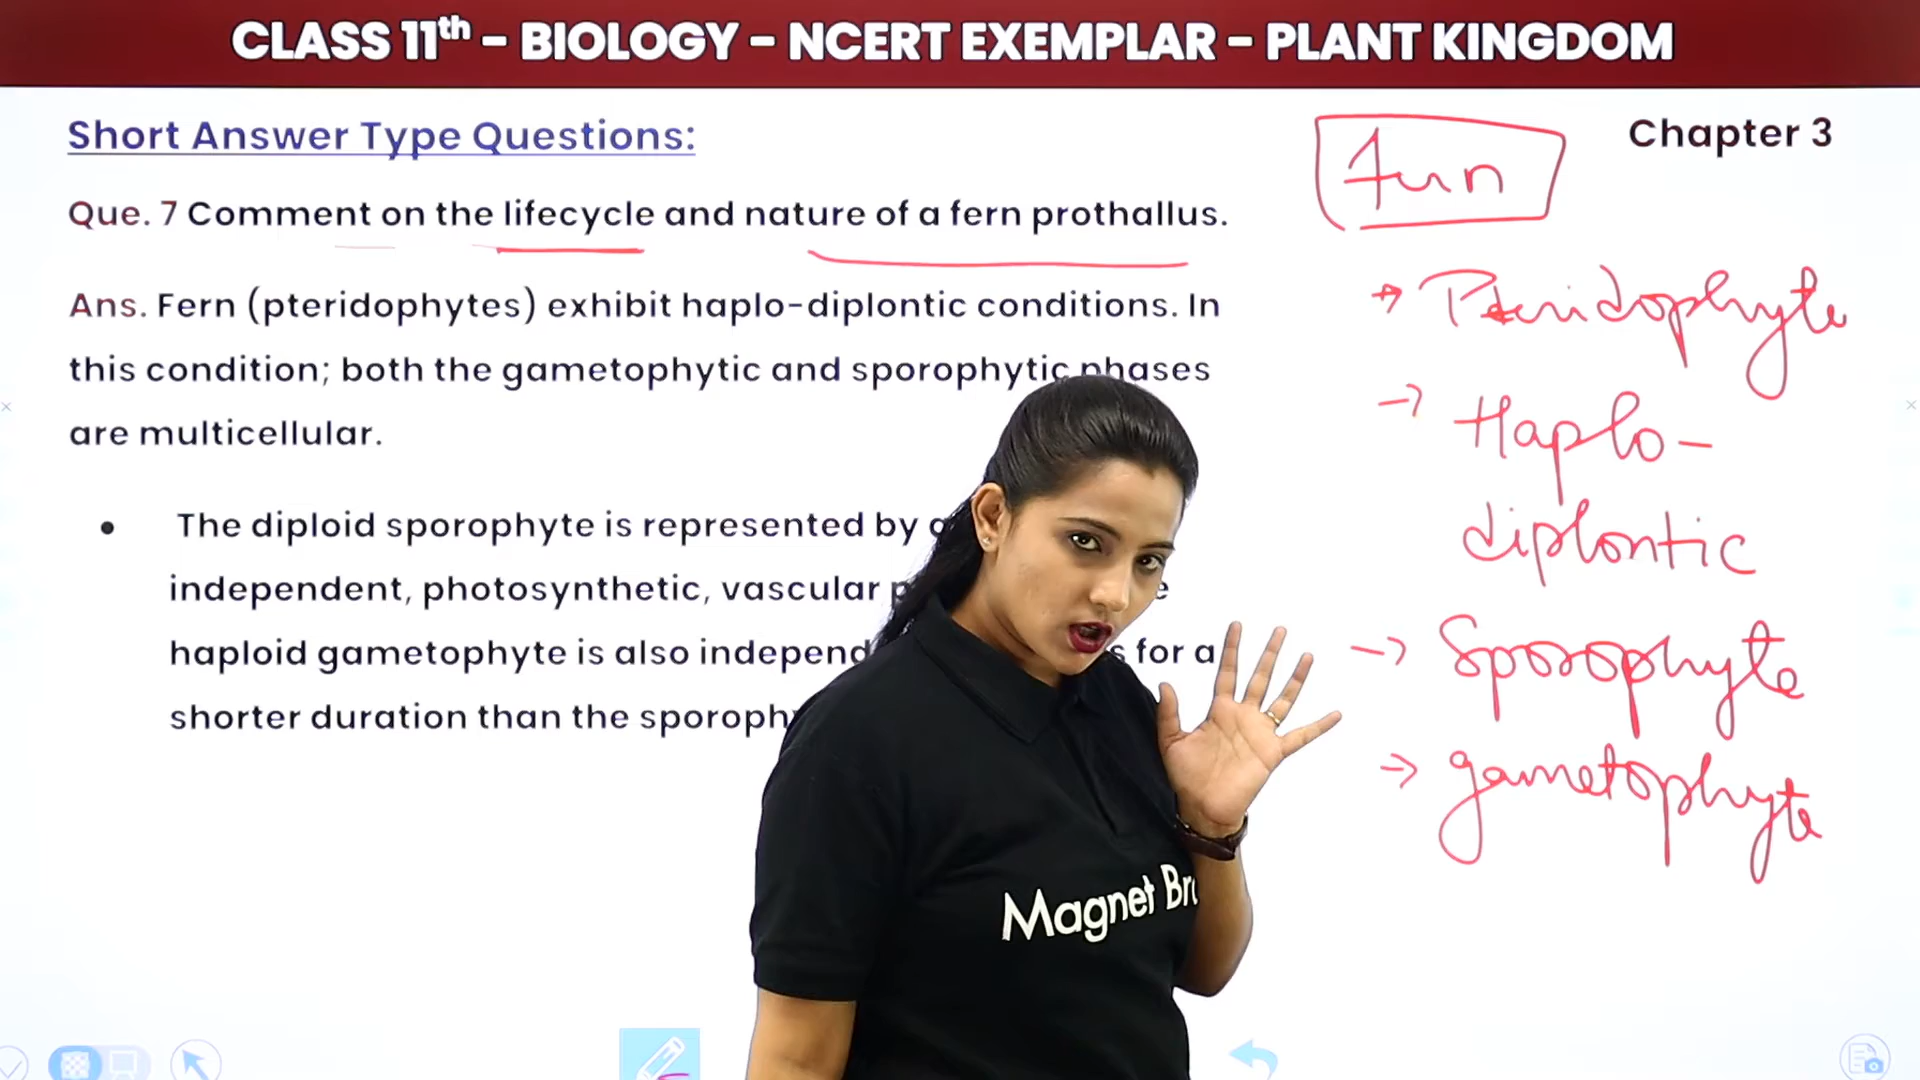 CLASS 11th - BIOLOGY - NCERT EXEMPLAR - PLANT KINGDOM
Short Answer Type Questions:
Chapter 3
Que. 7 Comment on the lifecycle and nature of a fern prothallus.
Ans. Fern (pteridophytes) exhibit haplo-diplontic conditions. In
this condition; both the gametophytic and sporophytic phases
are multicellular.
• The diploid sporophyte is represented by
independent, photosynthetic, vascular
haploid gametophyte is also for a
shorter duration than the
fern
→ Pteridophyte
→ Haplo-
diplontic
→ Sporophyte
→ gametophyte
Magnet